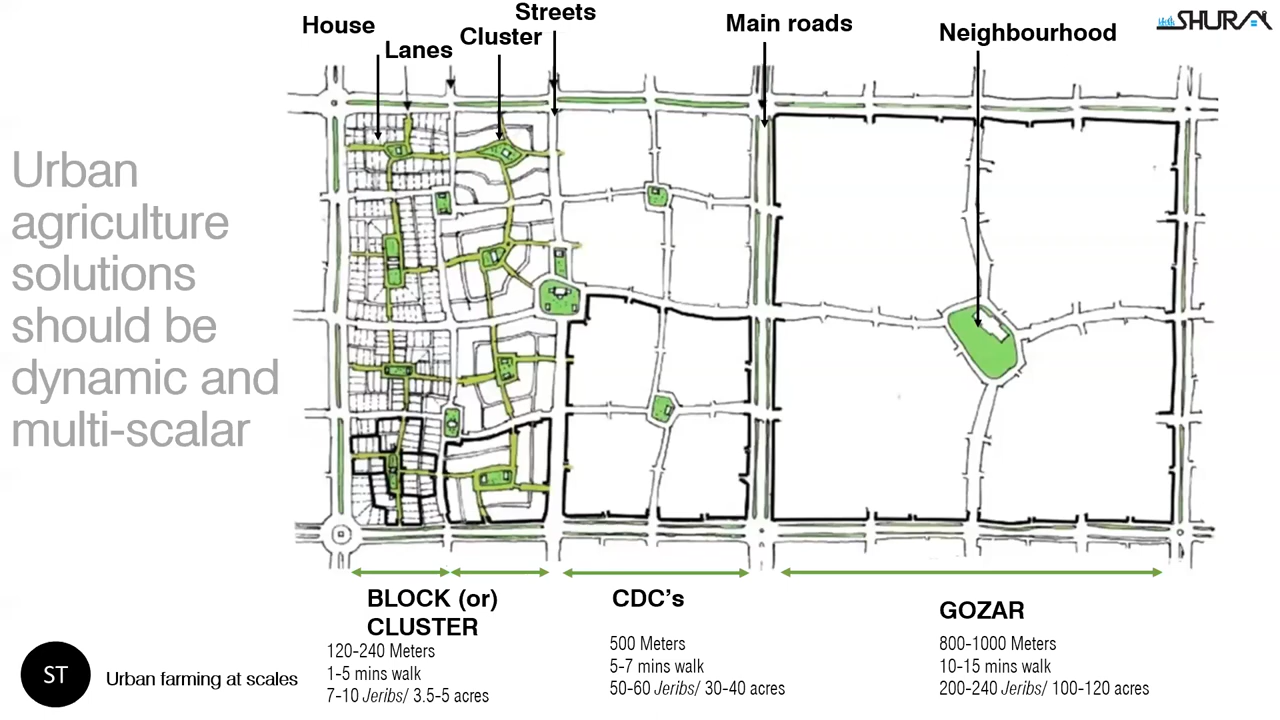 House
Lanes
Cluster
Streets
Main roads
Neighbourhood
SHURA
Urban
agriculture
solutions
should be
dynamic and
multi-scalar
BLOCK (or)
CLUSTER
120-240 Meters
1-5 mins walk
7-10 Jeribs/ 3.5-5 acres
CDC's
500 Meters
5-7 mins walk
50-60 Jeribs/ 30-40 acres
GOZAR
800-1000 Meters
10-15 mins walk
200-240 Jeribs/ 100-120 acres
ST
Urban farming at scales